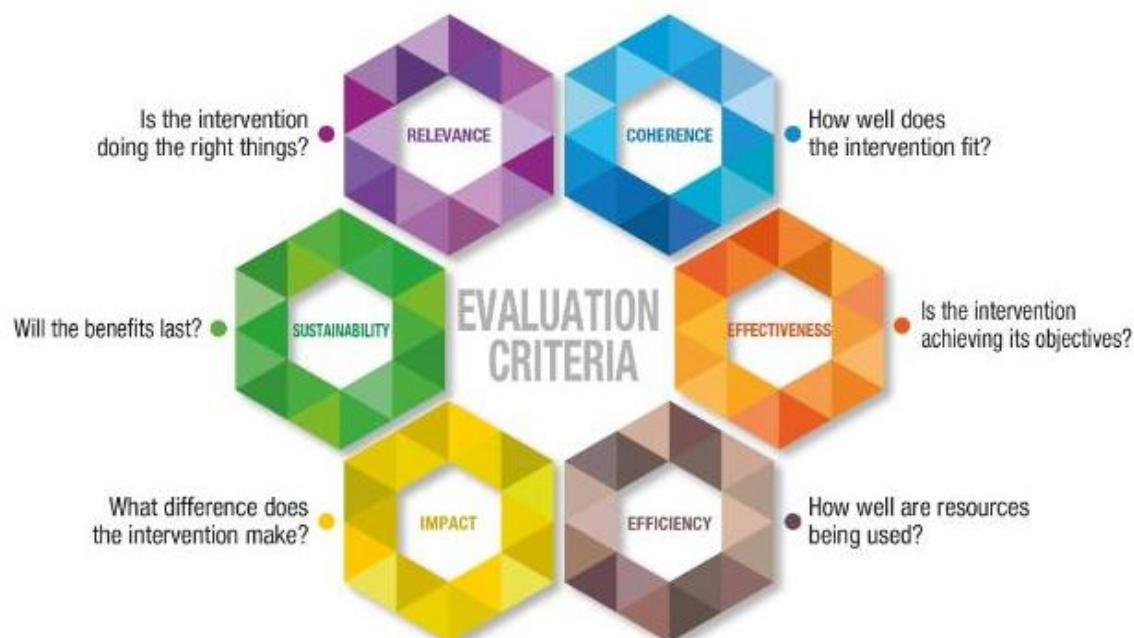 Is the intervention
doing the right things?
RELEVANCE
COHERENCE
How well does
the intervention fit?
Will the benefits last?
SUSTAINABILITY
EVALUATION
CRITERIA
EFFECTIVENESS
Is the intervention
achieving its objectives?
What difference does
the intervention make?
IMPACT
EFFICIENCY
How well are resources
being used?